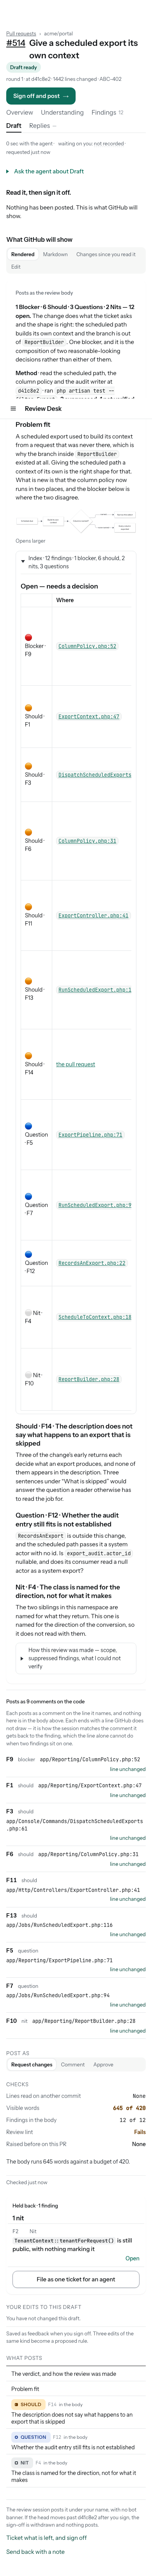 Pull requests › acme/portal
#514 Give a scheduled export its
own context
Draft ready
round 1 · at d41c8e2 · 1442 lines changed · ABC-402
Sign off and post →
Overview Understanding Findings 12
Draft Replies –
0 sec with the agent · waiting on you: not recorded ·
requested just now
Ask the agent about Draft
Read it, then sign it off.
Nothing has been posted. This is what GitHub will
show.
What GitHub will show
Rendered Markdown Changes since you read it
Edit
Posts as the review body
1 Blocker · 6 Should · 3 Questions · 2 Nits — 12
open. The change does what the ticket asks and
the shape is right: the scheduled path
builds its own context and the branch is out
of ReportBuilder. One blocker, and it is in the
composition of two reasonable lines
somewhere rather than either of them.
Method · read the scheduled path, the
column policy and the audit writer at
d41c8e2 · ran php artisan test --
Review Desk
Problem fit
A scheduled export used to build its context
from a request that was never there, which is
why the branch inside ReportBuilder
existed at all. Giving the schedule a path of
its own is what the ticket asked for, and it is
the right shape. What is now possible that
was not is a context whose policy and actor
come from two places, and the blocker below is
where the two disagree.
Opens larger
Index · 12 findings · 1 blocker, 6 should, 2
nits, 3 questions
Open — needs a decision
Where
Blocker ·
F9
ColumnPolicy.php:52
Should ·
F1
ExportContext.php:47
Should ·
F3
DispatchScheduledExports
Should ·
F6
ColumnPolicy.php:31
Should ·
F11
ExportController.php:41
Should ·
F13
RunScheduledExport.php:1
Should ·
F14
the pull request
Question
· F5
ExportPipeline.php:71
Question
· F7
RunScheduledExport.php:9
Question
· F12
RecordsAnExport.php:22
Nit ·
F4
ScheduleToContext.php:18
Nit ·
F10
ReportBuilder.php:28
Should · F14 · The description does not
say what happens to an export that is
skipped
Three of the change's early exits each
decide what an export produces, and none of
them appears in the description. Three
sentences under "What is skipped" would
answer the question a reader otherwise has
to read the job for.
Question · F12 · Whether the audit
entry still fits is not established
RecordsAnExport is outside this change,
and the scheduled path passes it a system
actor with no id. Is export_audit.actor_id
nullable, and does its consumer read a null
actor as a system export?
Nit · F4 · The class is named for the
direction, not for what it makes
The two siblings in this namespace are
named for what they return. This one is
named for the direction of the conversion, so
it does not read with them.
How this review was made — scope,
suppressed findings, what I could not
verify
Posts as 9 comments on the code
Each posts as a comment on the line it names, and nothing
here is postable on its own. Each ends with a line GitHub does
not draw — it is how the session matches the comment it
gets back to the finding, and the line alone cannot do that
when two findings sit on one.
F9 blocker app/Reporting/ColumnPolicy.php:52
line unchanged
F1 should app/Reporting/ExportContext.php:47
line unchanged
F3 should
app/Console/Commands/DispatchScheduledExports
.php:61
line unchanged
F6 should app/Reporting/ColumnPolicy.php:31
line unchanged
F11 should
app/Http/Controllers/ExportController.php:41
line unchanged
F13 should
app/Jobs/RunScheduledExport.php:116
line unchanged
F5 question
app/Reporting/ExportPipeline.php:71
line unchanged
F7 question
app/Jobs/RunScheduledExport.php:94
line unchanged
F10 nit app/Reporting/ReportBuilder.php:28
line unchanged
POST AS
Request changes Comment Approve
CHECKS
Lines read on another commit None
Visible words 645 of 420
Findings in the body 12 of 12
Review lint Fails
Raised before on this PR None
The body runs 645 words against a budget of 420.
Checked just now
Held back · 1 finding
1 nit
F2 Nit
TenantContext::tenantForRequest() is still
public, with nothing marking it
Open
File as one ticket for an agent
YOUR EDITS TO THIS DRAFT
You have not changed this draft.
Saved as feedback when you sign off. Three edits of the
same kind become a proposed rule.
WHAT POSTS
The verdict, and how the review was made
Problem fit
SHOULD F14 in the body
The description does not say what happens to an
export that is skipped
QUESTION F12 in the body
Whether the audit entry still fits is not established
NIT F4 in the body
The class is named for the direction, not for what it
makes
The review session posts it under your name, with no bot
banner. If the head moves past d41c8e2 after you sign, the
sign-off is withdrawn and nothing posts.
Ticket what is left, and sign off
Send back with a note